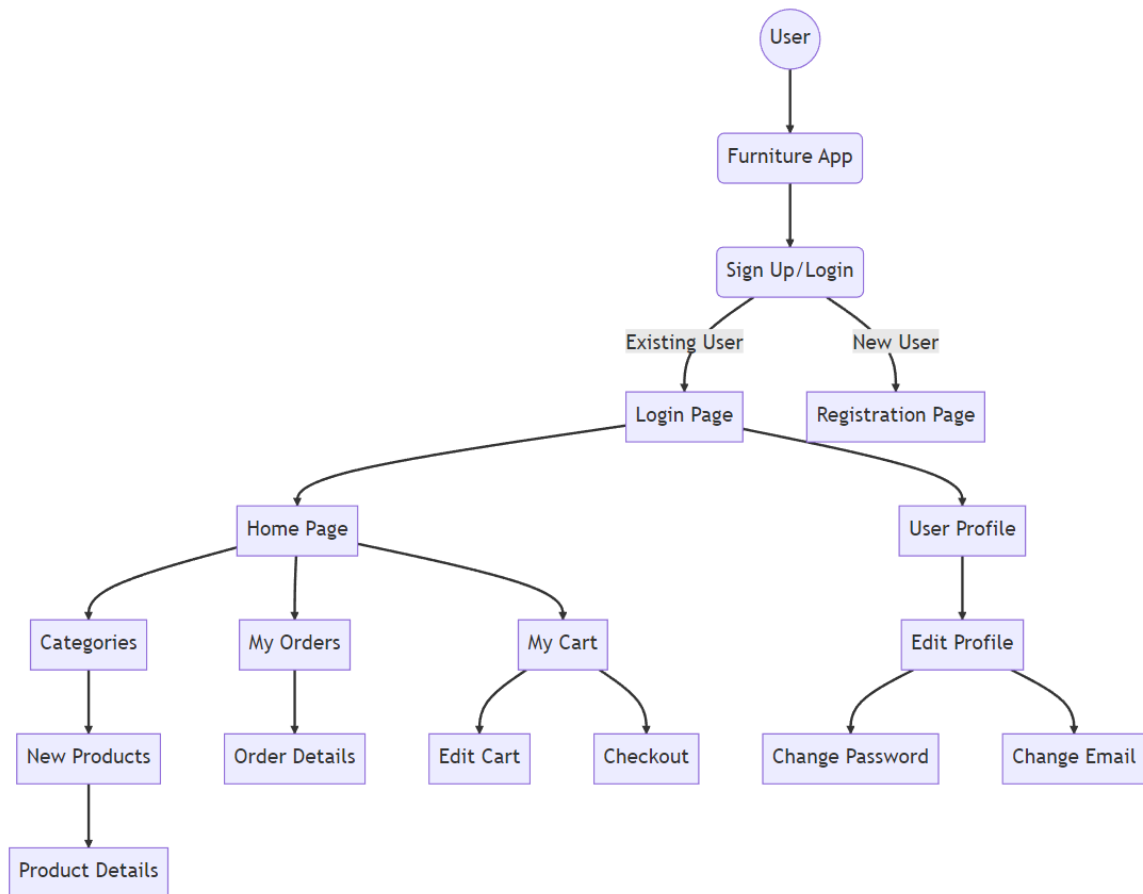 User
Furniture App
Sign Up/Login
Existing User
New User
Login Page
Registration Page
Home Page
User Profile
Categories
My Orders
My Cart
Edit Profile
New Products
Order Details
Edit Cart
Checkout
Change Password
Change Email
Product Details